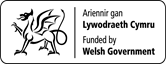 Ariennir gan
Lywodraeth Cymru
Funded by
Welsh Government